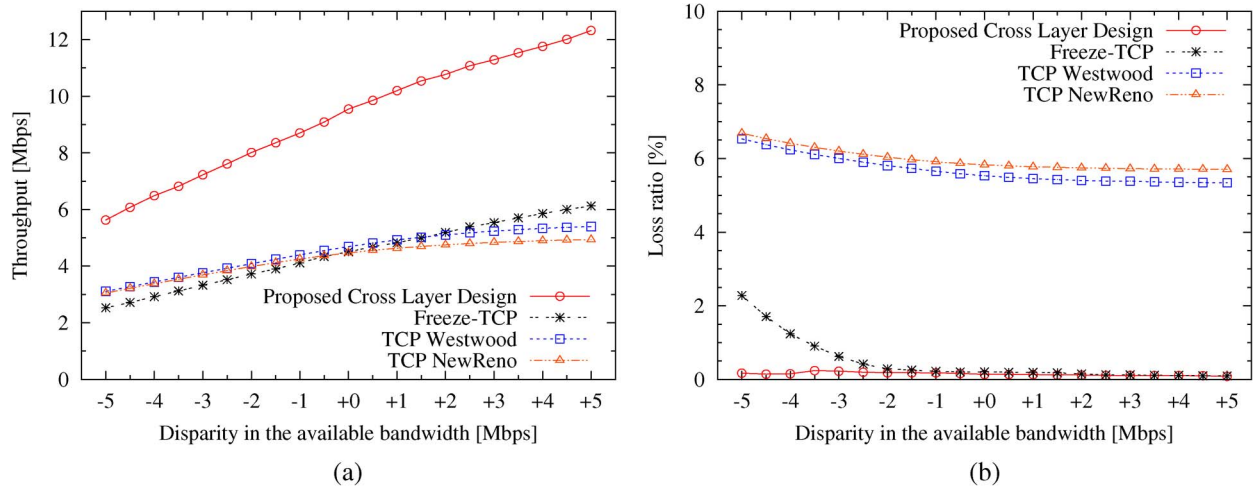 Throughput [Mbps]
12
10
8
6
4
2
0
Proposed Cross Layer Design
Freeze-TCP
TCP Westwood
TCP NewReno
-5 -4 -3 -2 -1 +0 +1 +2 +3 +4 +5
Disparity in the available bandwidth [Mbps]
(a)
Loss ratio [%]
10
8
6
4
2
0
Proposed Cross Layer Design
Freeze-TCP
TCP Westwood
TCP NewReno
-5 -4 -3 -2 -1 +0 +1 +2 +3 +4 +5
Disparity in the available bandwidth [Mbps]
(b)